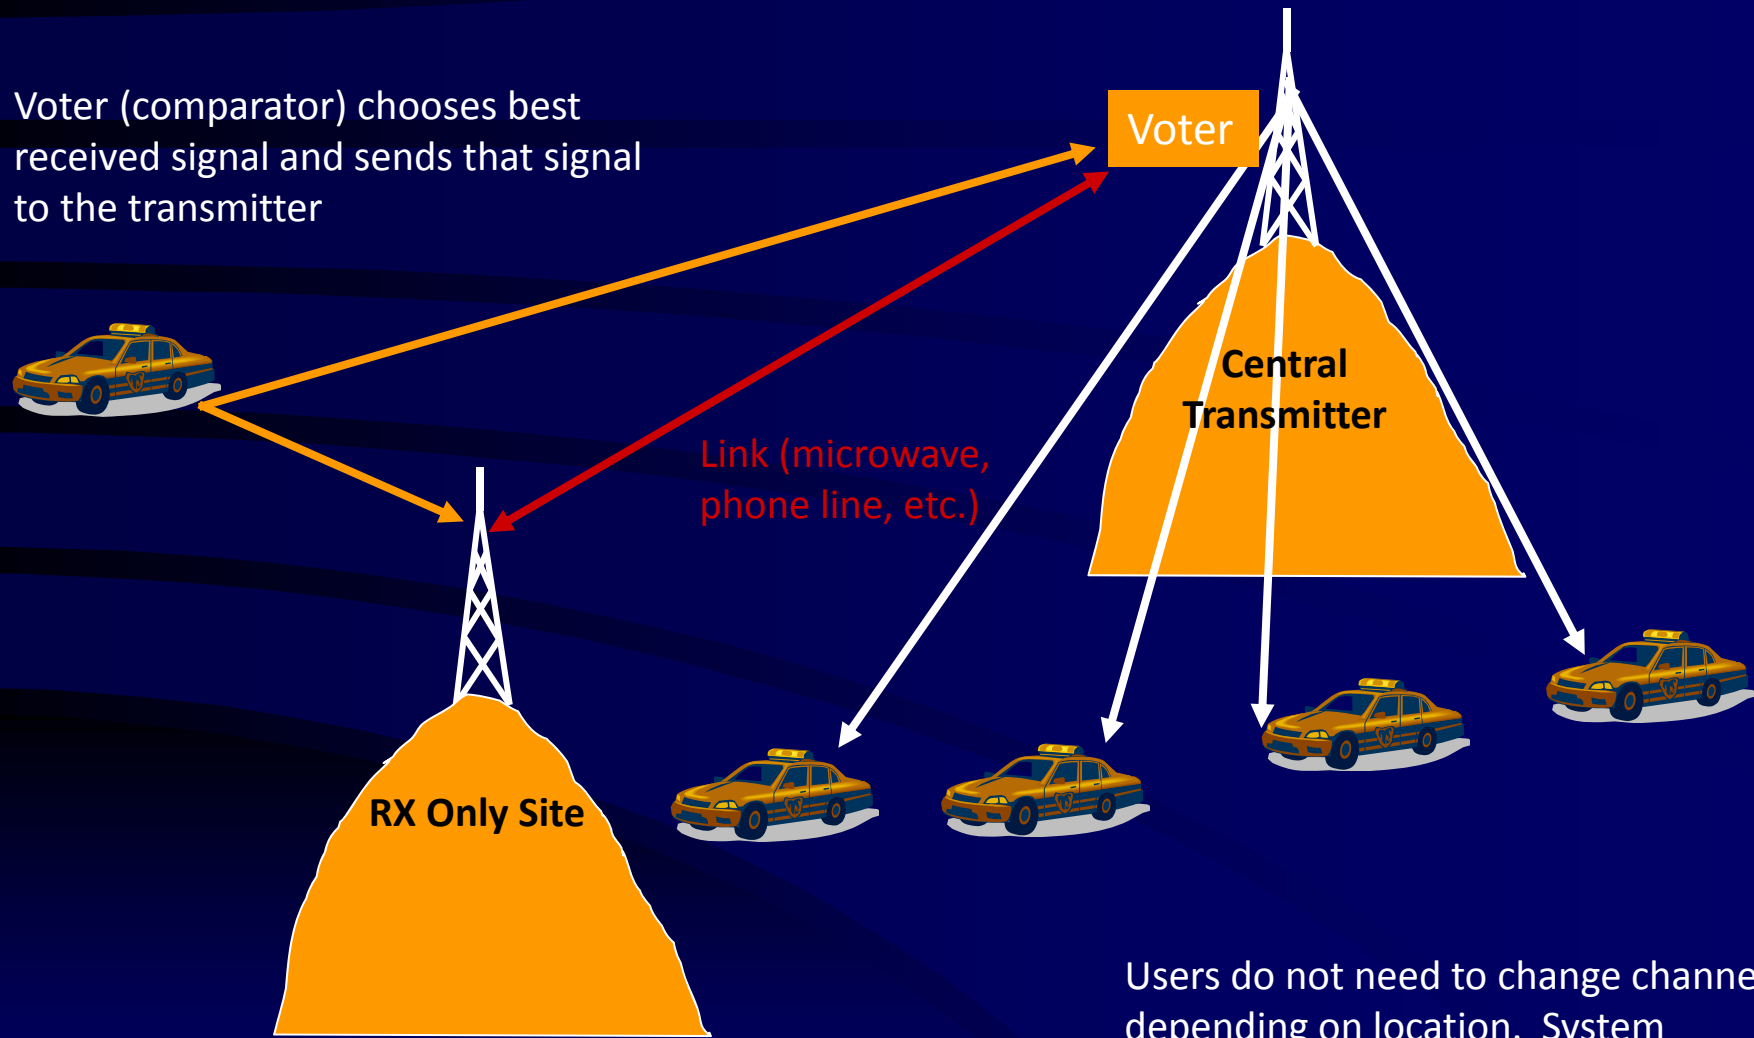 Voter (comparator) chooses best
received signal and sends that signal
to the transmitter
Voter
Central
Transmitter
Link (microwave,
phone line, etc.)
RX Only Site
Users do not need to change channe
depending on location. System